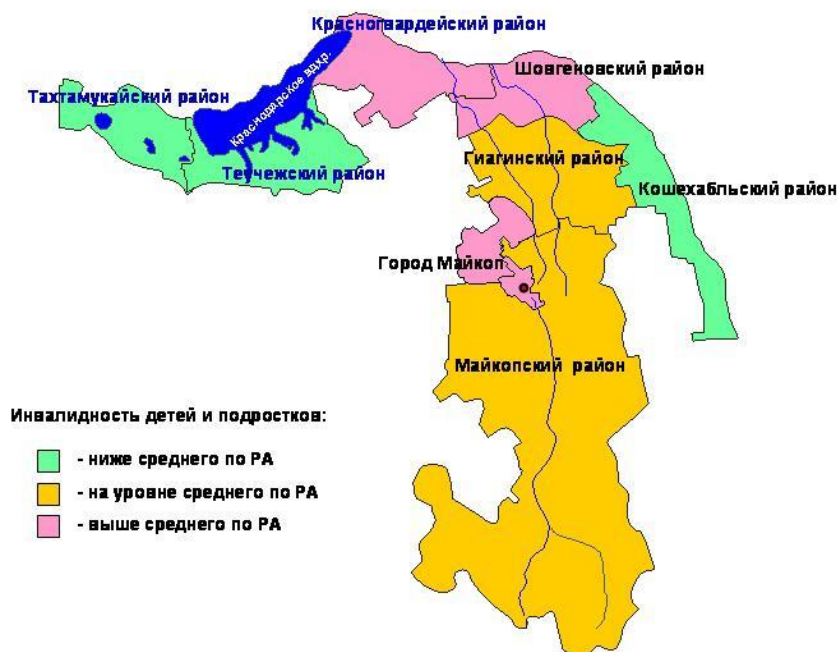 Красногвардейский район
Шовгеновский район
Тахтамукайский район
Краснодарское вдхр.
Теучежский район
Гиагинский район
Кошехабльский район
Город Майкоп
Майкопский район
Инвалидность детей и подростков:
- ниже среднего по РА
- на уровне среднего по РА
- выше среднего по РА